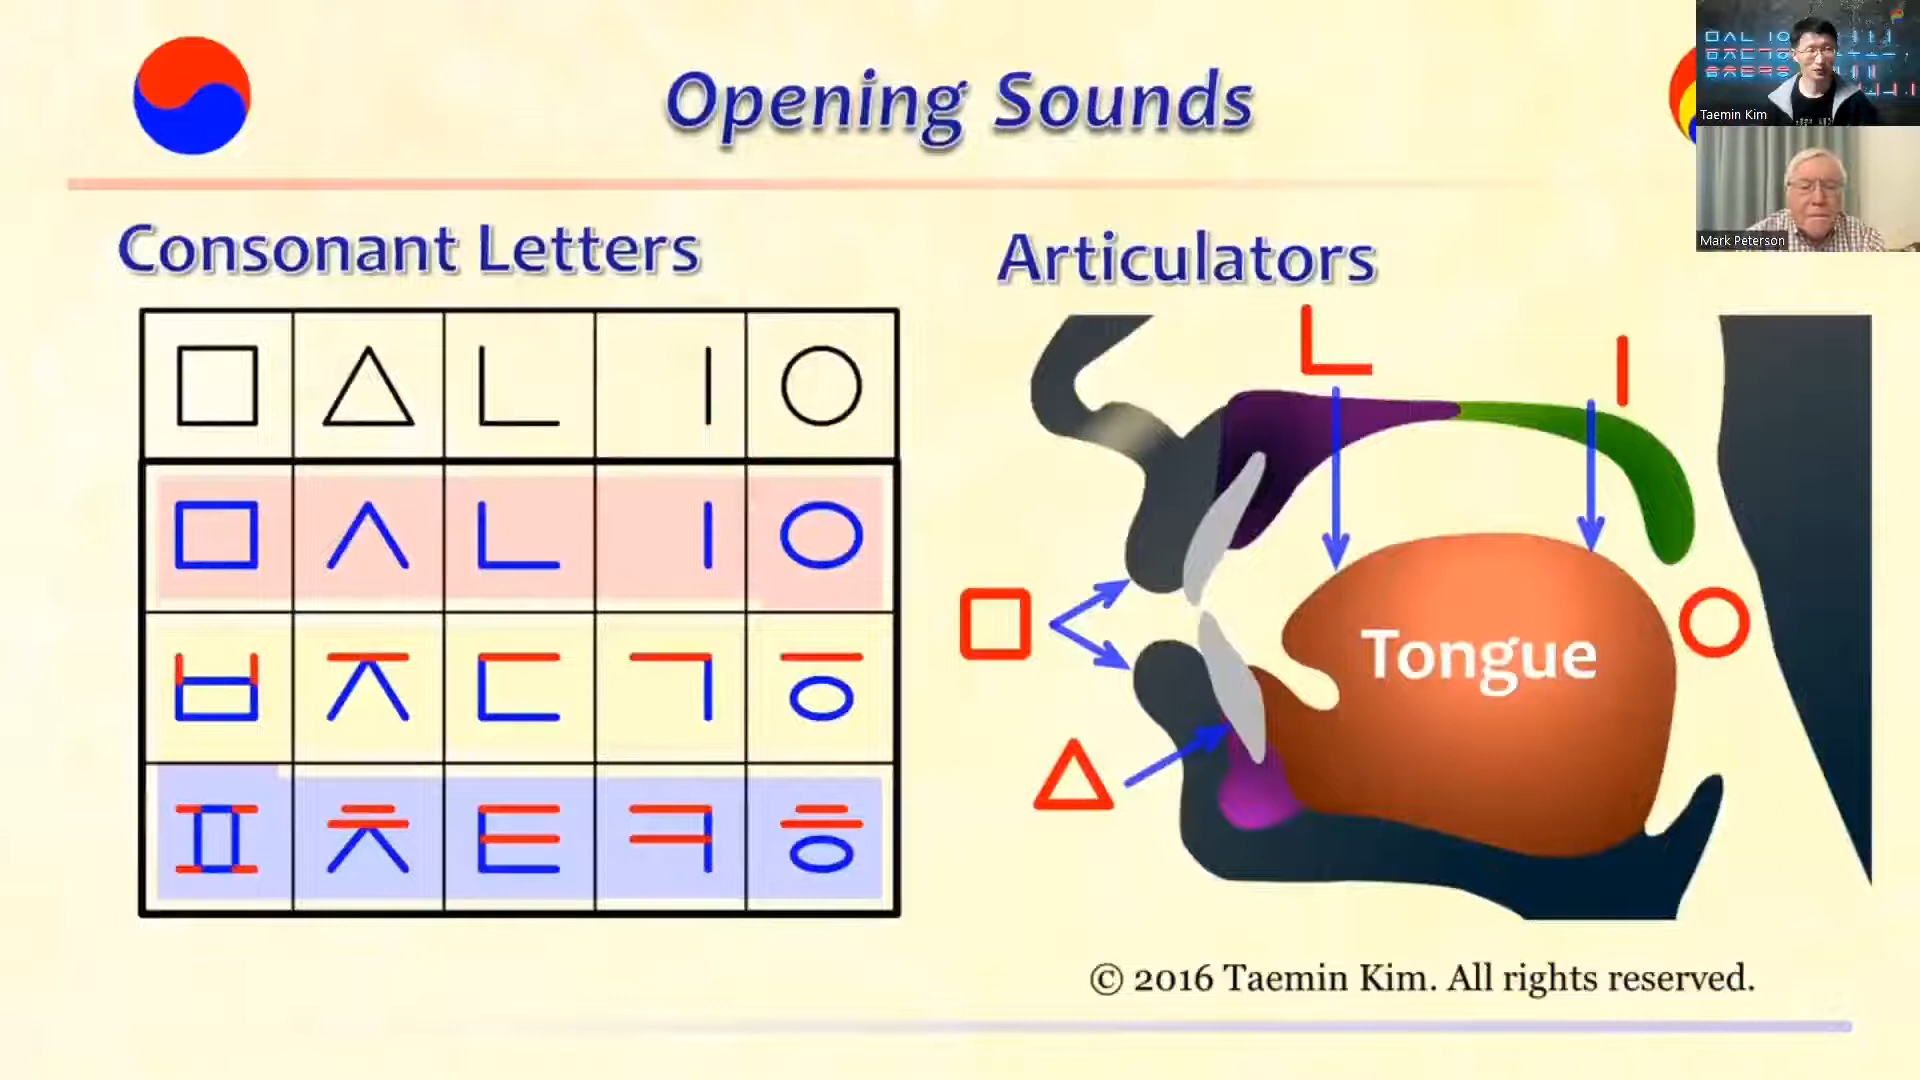 Opening Sounds
Taemin Kim
Mark Peterson
Consonant Letters
Articulators
□ △ ㄴ ㅣ ○
ㅁ ㅅ ㄴ ㅣ ㅇ
ㅂ ㅈ ㄷ ㄱ ㆆ
ㅍ ㅊ ㅌ ㅋ ㅎ
ㄴ
ㅣ
□
Tongue
○
△
© 2016 Taemin Kim. All rights reserved.